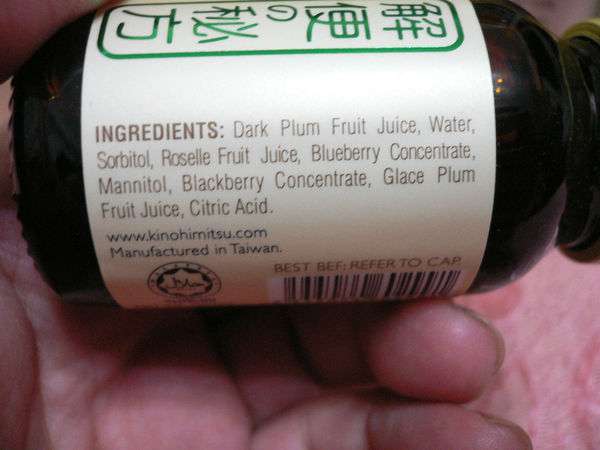 解便の秘方
INGREDIENTS: Dark Plum Fruit Juice, Water,
Sorbitol, Roselle Fruit Juice, Blueberry Concentrate,
Mannitol, Blackberry Concentrate, Glace Plum
Fruit Juice, Citric Acid.
www.kinohimitsu.com
Manufactured in Taiwan.
BEST BEF: REFER TO CAP